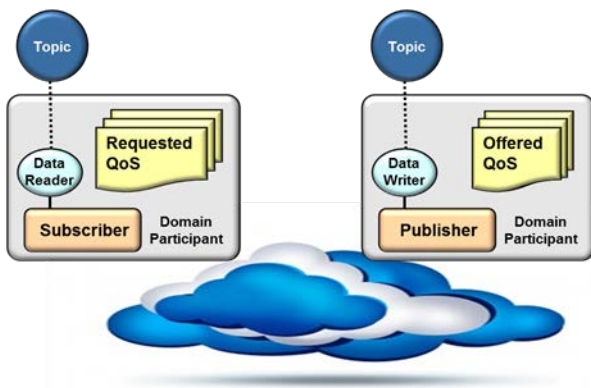 Topic
Requested
QoS
Data
Reader
Subscriber
Domain
Participant
Topic
Offered
QoS
Data
Writer
Publisher
Domain
Participant